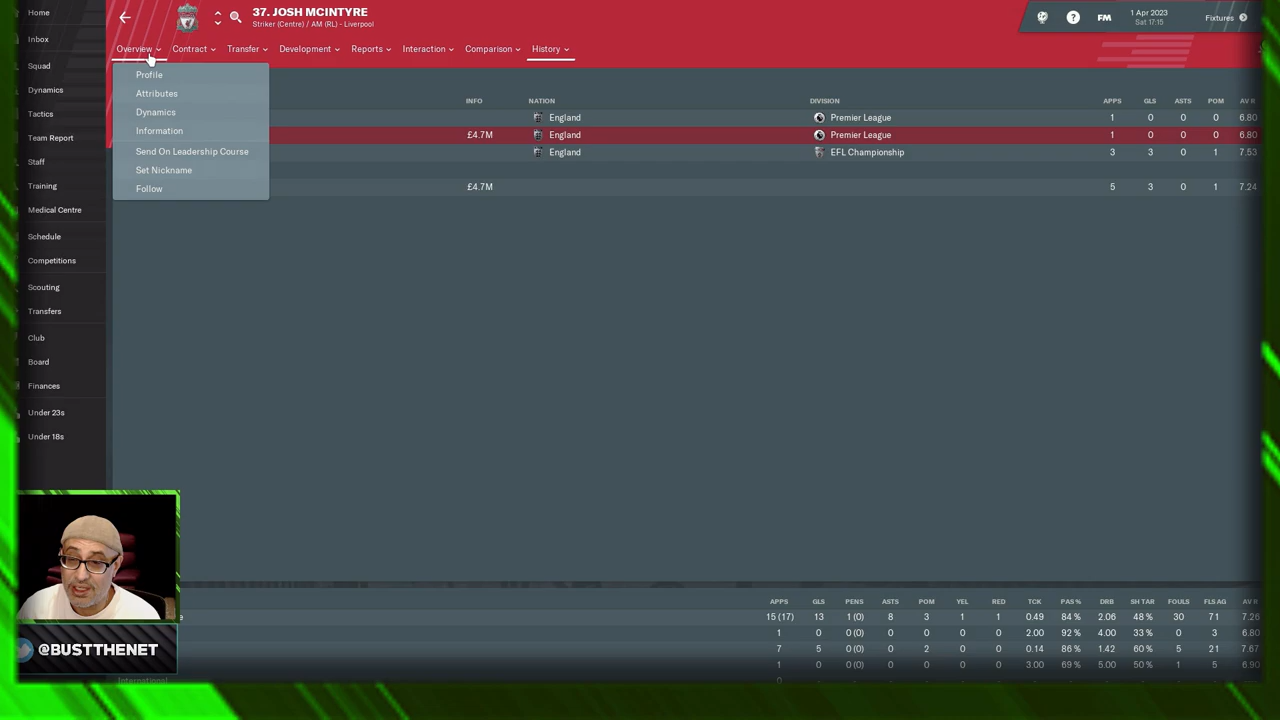 Home
Inbox
Squad
Dynamics
Tactics
Team Report
Staff
Training
Medical Centre
Schedule
Competitions
Scouting
Transfers
Club
Board
Finances
Under 23s
Under 18s
37. JOSH MCINTYRE
Striker (Centre) / AM (RL) - Liverpool
FM
1 Apr 2023
Sat 17:15
Fixtures
Overview Contract Transfer Development Reports Interaction Comparison History
Profile
Attributes
Dynamics
Information
Send On Leadership Course
Set Nickname
Follow
INFO NATION DIVISION APPS GLS ASTS POM AV R
England Premier League 1 0 0 0 6.80
£4.7M England Premier League 1 0 0 0 6.80
England EFL Championship 3 3 0 1 7.53
£4.7M 5 3 0 1 7.24
APPS GLS PENS ASTS POM YEL RED TCK PAS % DRB SH TAR FOULS FLS AG AV R
15 (17) 13 1 (0) 8 3 1 1 0.49 84 % 2.06 48 % 30 71 7.26
1 0 0 (0) 0 0 0 0 2.00 92 % 4.00 33 % 0 3 6.80
7 5 0 (0) 0 2 0 0 0.14 86 % 1.42 60 % 5 21 7.67
1 0 0 (0) 0 0 0 0 3.00 69 % 5.00 50 % 1 5 6.90
International
@BUSTTHENET